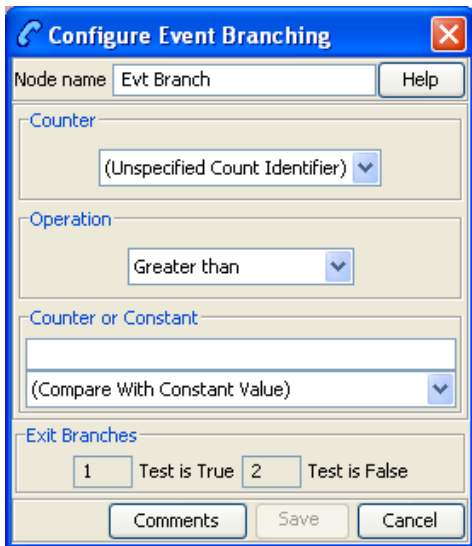 Configure Event Branching
Node name Evt Branch Help
Counter
(Unspecified Count Identifier)
Operation
Greater than
Counter or Constant
(Compare With Constant Value)
Exit Branches
1 Test is True 2 Test is False
Comments Save Cancel